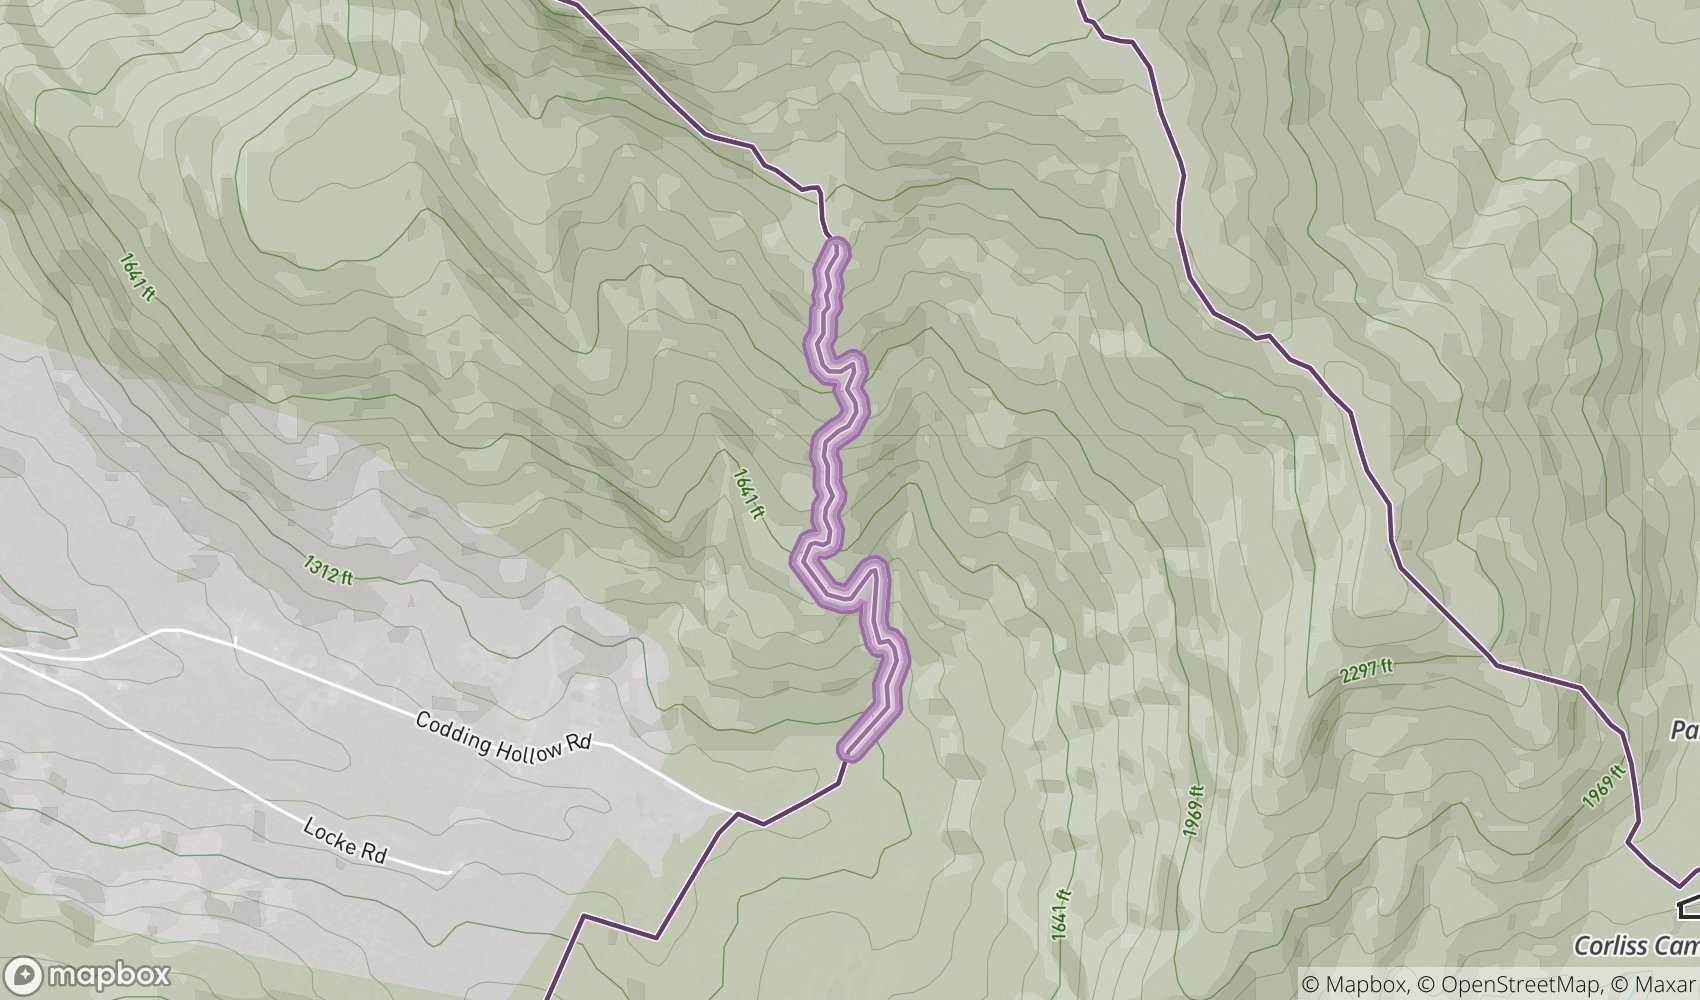 1641 ft
1641 ft
1312 ft
2297 ft
Codding Hollow Rd
1969 ft
1969 ft
Locke Rd
1641 ft
Corliss Cam
mapbox
© Mapbox, © OpenStreetMap, © Maxar